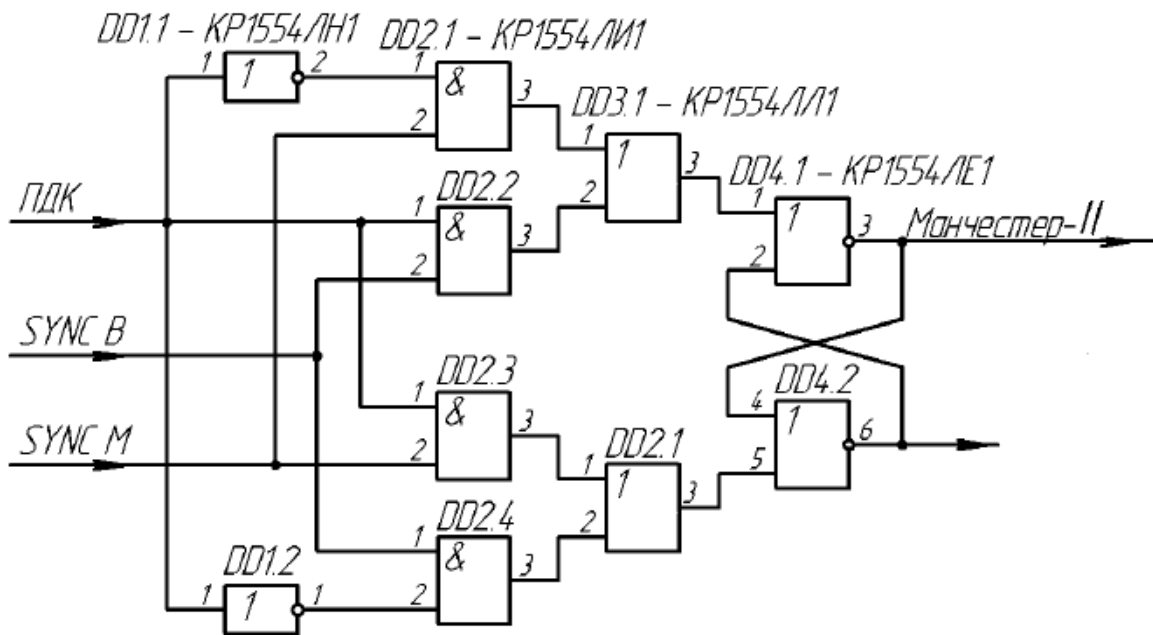 DD1.1 - КР1554ЛН1
DD2.1 - КР1554ЛИ1
1
1
2
1
&
3
2
DD3.1 - КР1554ЛЛ1
1
1
3
2
DD4.1 - КР1554ЛЕ1
1
1
3
2
Манчестер-II
ПДК
DD2.2
1
&
3
2
SYNC B
DD2.3
1
&
3
2
SYNC M
DD2.1
1
1
3
2
DD4.2
4
1
6
5
DD2.4
1
&
3
2
DD1.2
1
1
1